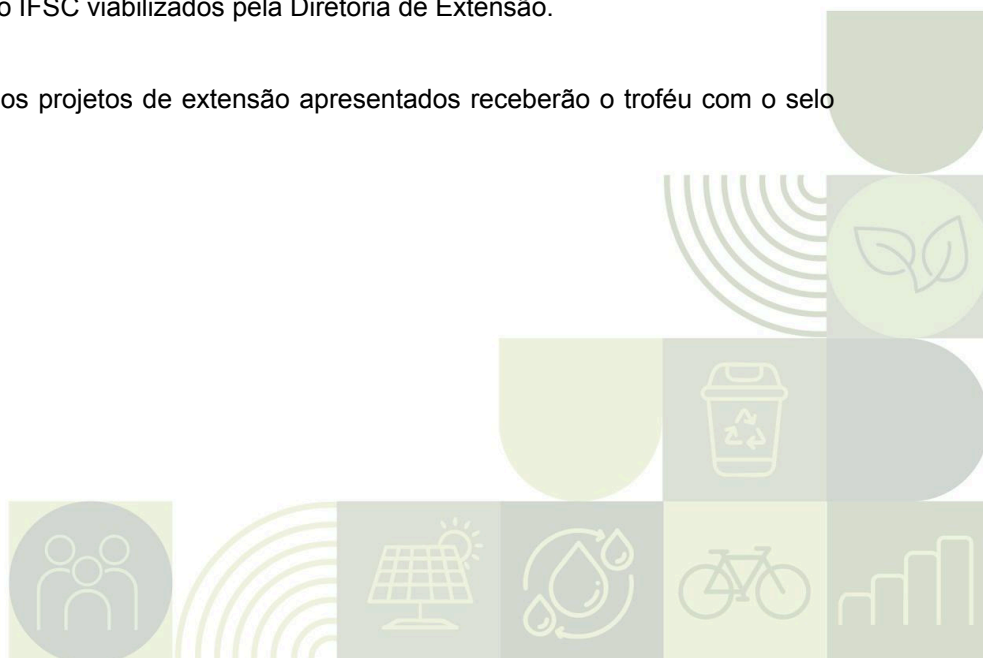 o IFSC viabilizados pela Diretoria de Extensão.
os projetos de extensão apresentados receberão o troféu com o selo